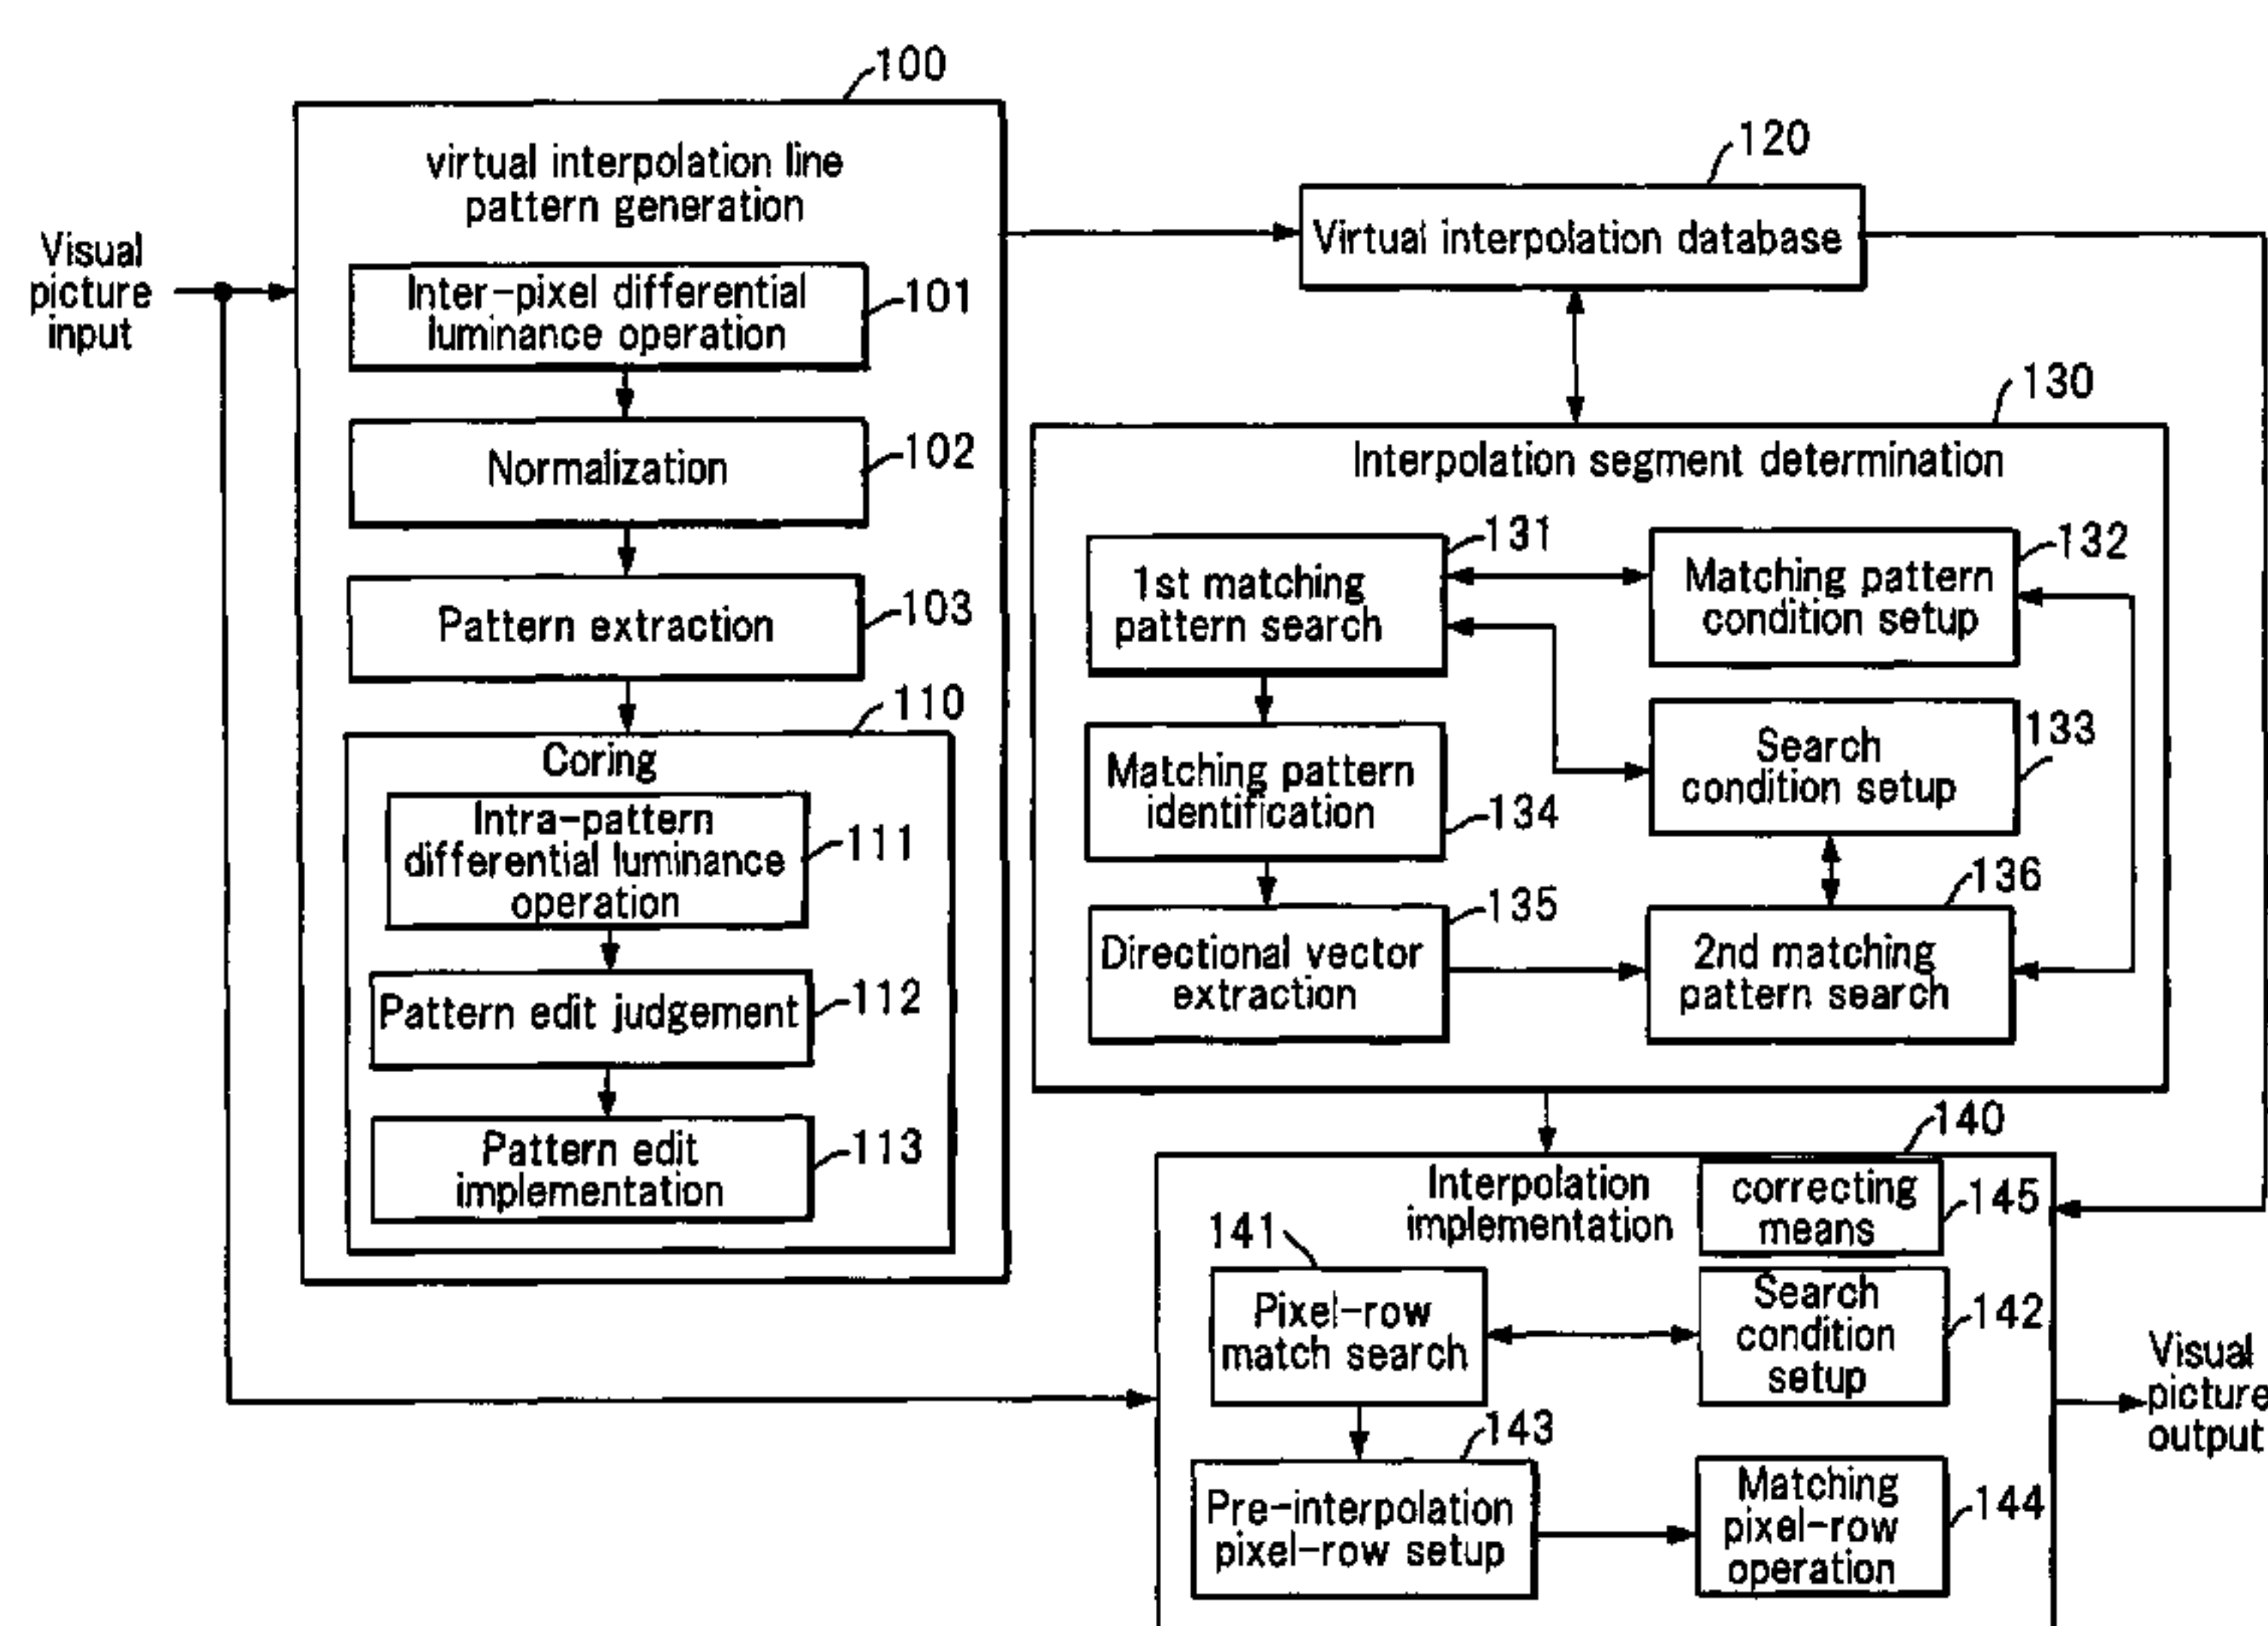 100
virtual interpolation line
pattern generation
Visual
picture
input
Inter-pixel differential
luminance operation
101
Normalization
102
Pattern extraction
103
110
Coring
Intra-pattern
differential luminance
operation
111
Pattern edit judgement
112
Pattern edit
implementation
113
120
Virtual interpolation database
130
Interpolation segment determination
131
1st matching
pattern search
132
Matching pattern
condition setup
133
Search
condition setup
Matching pattern
identification
134
135
Directional vector
extraction
136
2nd matching
pattern search
140
Interpolation
implementation
correcting
means
145
141
Pixel-row
match search
Search
condition
setup
142
143
Pre-interpolation
pixel-row setup
Matching
pixel-row
operation
144
Visual
picture
output